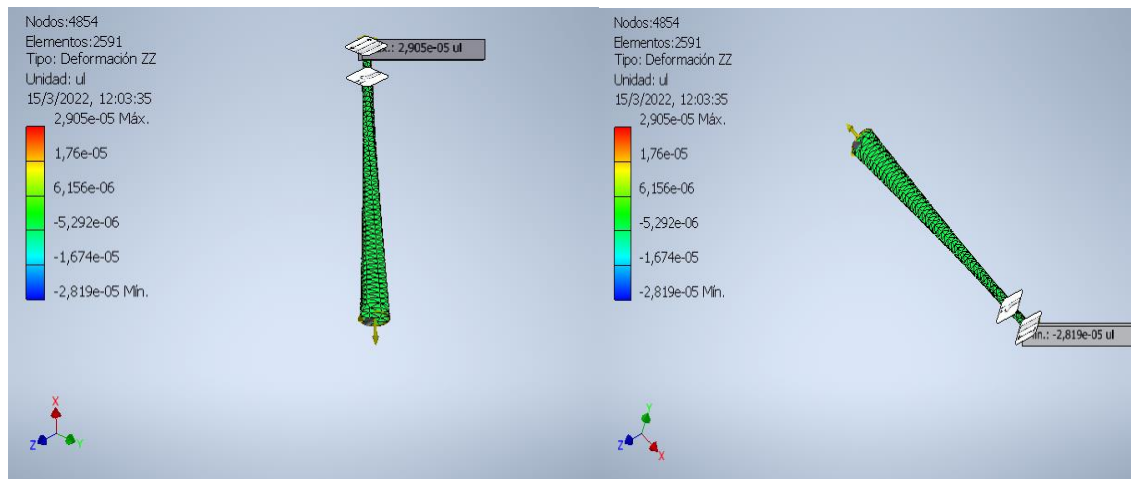 Nodos:4854
Elementos:2591
Tipo: Deformación ZZ
Unidad: ul
15/3/2022, 12:03:35
2,905e-05 Máx.
1,76e-05
6,156e-06
-5,292e-06
-1,674e-05
-2,819e-05 Mín.
2,905e-05 ul
X
Z
Y
Nodos:4854
Elementos:2591
Tipo: Deformación ZZ
Unidad: ul
15/3/2022, 12:03:35
2,905e-05 Máx.
1,76e-05
6,156e-06
-5,292e-06
-1,674e-05
-2,819e-05 Mín.
-2,819e-05 ul
Y
Z
X